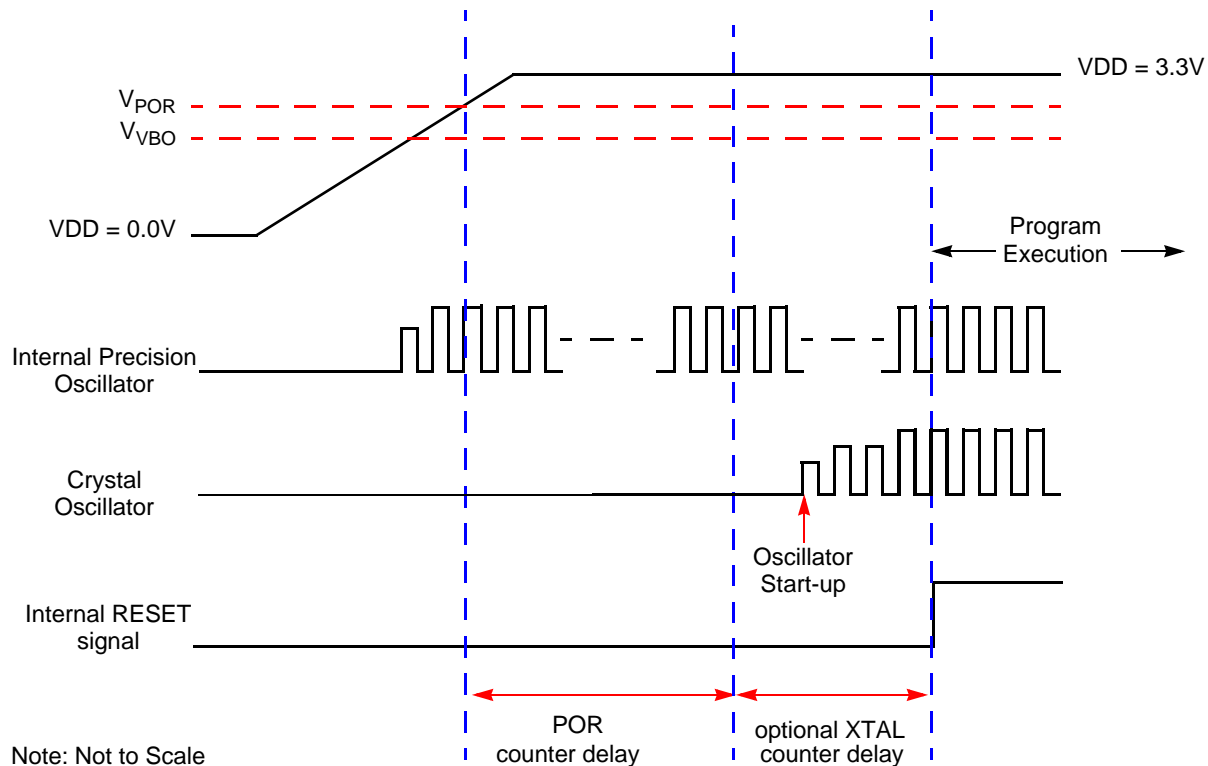 VDD = 3.3V
VPOR
VVBO
VDD = 0.0V
Program
Execution
Internal Precision
Oscillator
Crystal
Oscillator
Oscillator
Start-up
Internal RESET
signal
POR
counter delay
optional XTAL
counter delay
Note: Not to Scale